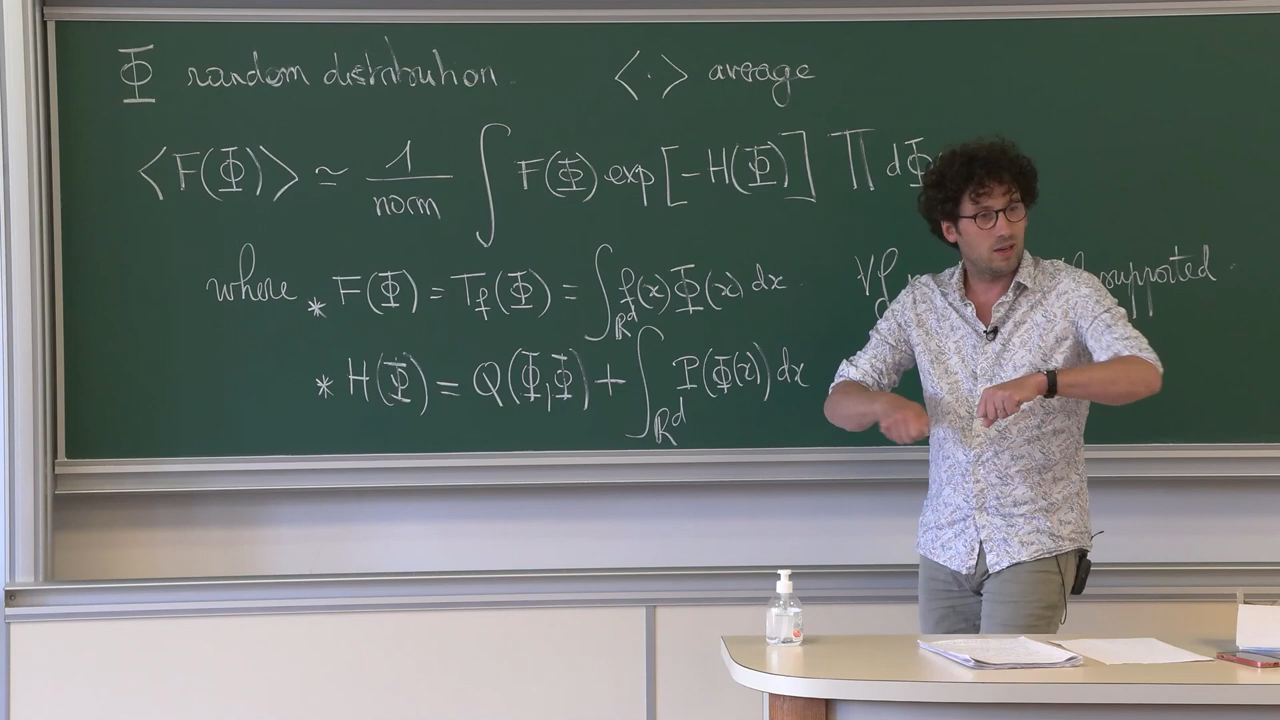 Φ random distribution. ⟨·⟩ average
⟨F(Φ)⟩ ≃ 1/norm ∫ F(Φ) exp[-H(Φ)] ∏ dΦ
where * F(Φ) = T_f(Φ) = ∫_{ℝ^d} f(x)Φ(x) dx. ∀f supported.
* H(Φ) = Q(Φ,Φ) + ∫_{ℝ^d} P(Φ(x)) dx